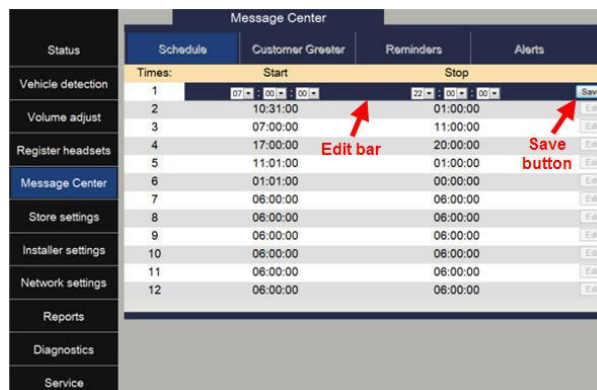 Message Center
Status
Schedule Customer Greeter Reminders Alerts
Times: Start Stop
Vehicle detection
1 07 : 00 : 00 22 : 00 : 00 Save
2 10:31:00 01:00:00
Volume adjust
3 07:00:00 11:00:00
4 17:00:00 20:00:00
Edit bar
Save button
Register headsets
5 11:01:00 01:00:00
Message Center
6 01:01:00 00:00:00
7 06:00:00 06:00:00
Store settings
8 06:00:00 06:00:00
9 06:00:00 06:00:00
Installer settings
10 06:00:00 06:00:00
11 06:00:00 06:00:00
Network settings
12 06:00:00 06:00:00
Reports
Diagnostics
Service